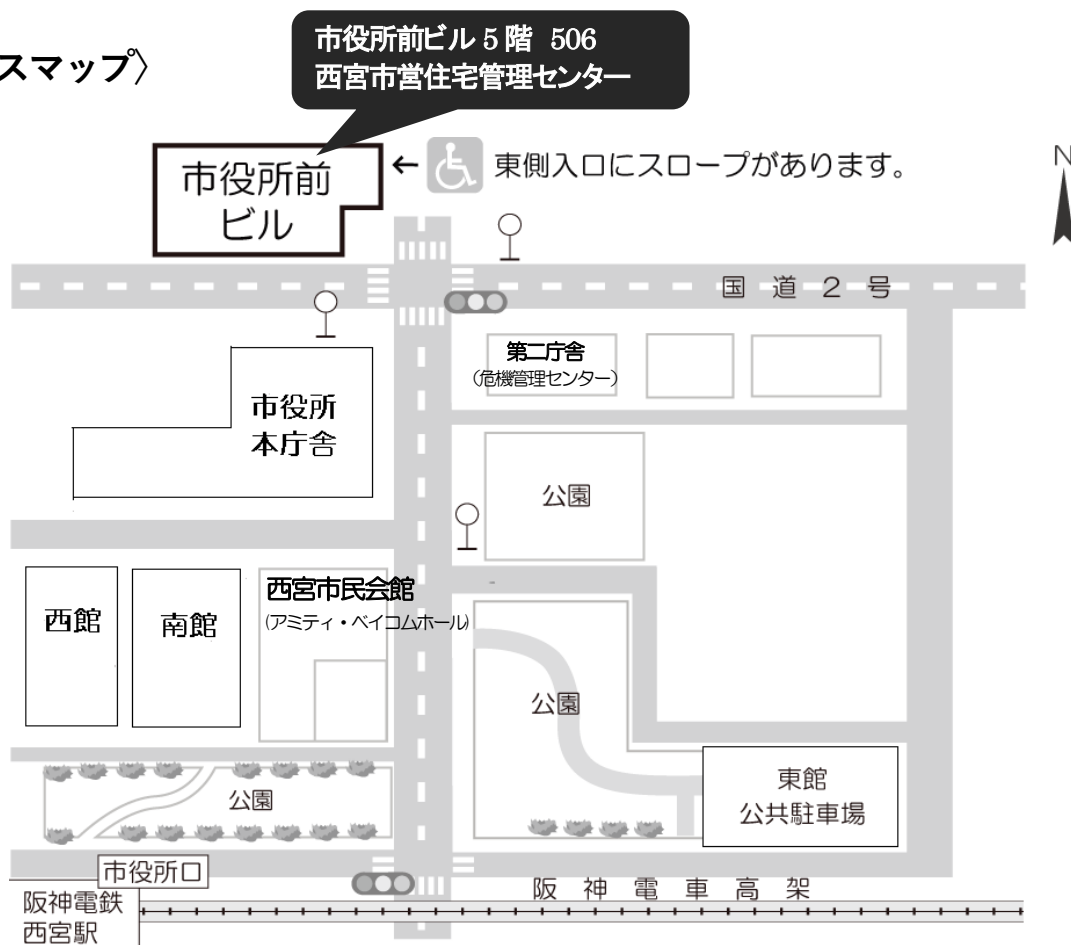 スマップ〉
市役所前ビル 5 階 506
西宮市営住宅管理センター
市役所前
ビル
← 東側入口にスロープがあります。
N
国道2号
第二庁舎
（危機管理センター）
市役所
本庁舎
公園
西宮市民会館
（アミティ・ベイコムホール）
西館
南館
公園
東館
公共駐車場
公園
市役所口
阪神電車高架
阪神電鉄
西宮駅